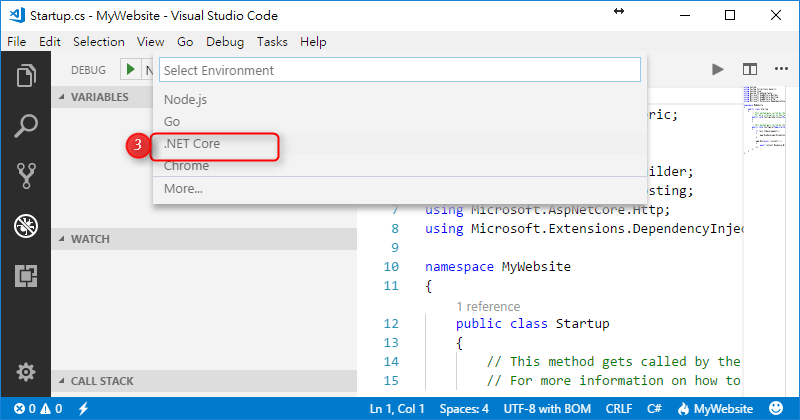 Startup.cs - MyWebsite - Visual Studio Code
File Edit Selection View Go Debug Tasks Help
DEBUG N
Select Environment
Node.js
Go
3 .NET Core
Chrome
More...
VARIABLES
WATCH
CALL STACK
eric;
ilder;
osting;
7 using Microsoft.AspNetCore.Http;
8 using Microsoft.Extensions.DependencyInjec
9
10 namespace MyWebsite
11 {
1 reference
12 public class Startup
13 {
14 // This method gets called by the
15 // For more information on how to
0 0 Ln 1, Col 1 Spaces: 4 UTF-8 with BOM CRLF C# MyWebsite